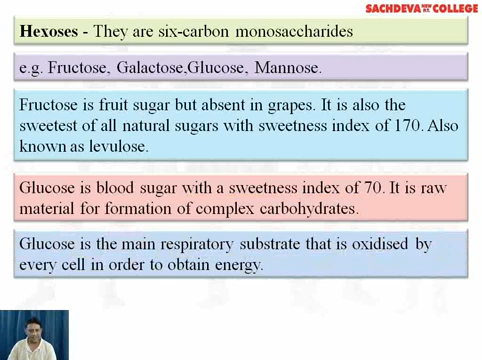 SACHDEVA NEW P.T. COLLEGE
Hexoses - They are six-carbon monosaccharides
e.g. Fructose, Galactose,Glucose, Mannose.
Fructose is fruit sugar but absent in grapes. It is also the
sweetest of all natural sugars with sweetness index of 170. Also
known as levulose.
Glucose is blood sugar with a sweetness index of 70. It is raw
material for formation of complex carbohydrates.
Glucose is the main respiratory substrate that is oxidised by
every cell in order to obtain energy.